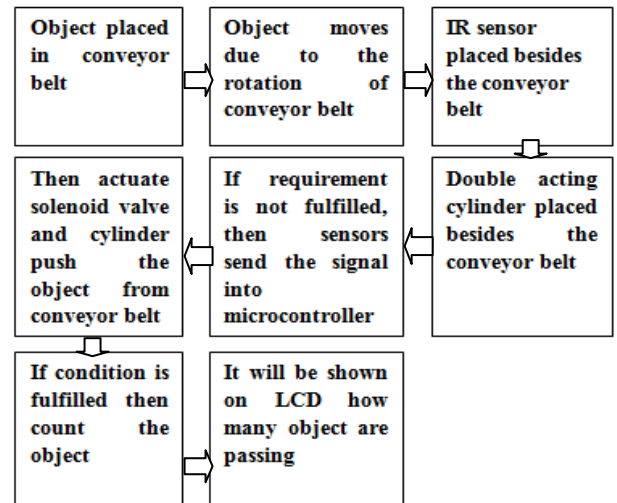 Object placed
in conveyor
belt
Object moves
due to the
rotation of
conveyor belt
IR sensor
placed besides
the conveyor
belt
Double acting
cylinder placed
besides the
conveyor belt
If requirement
is not fulfilled,
then sensors
send the signal
into
microcontroller
Then actuate
solenoid valve
and cylinder
push the
object from
conveyor belt
If condition is
fulfilled then
count the
object
It will be shown
on LCD how
many object are
passing